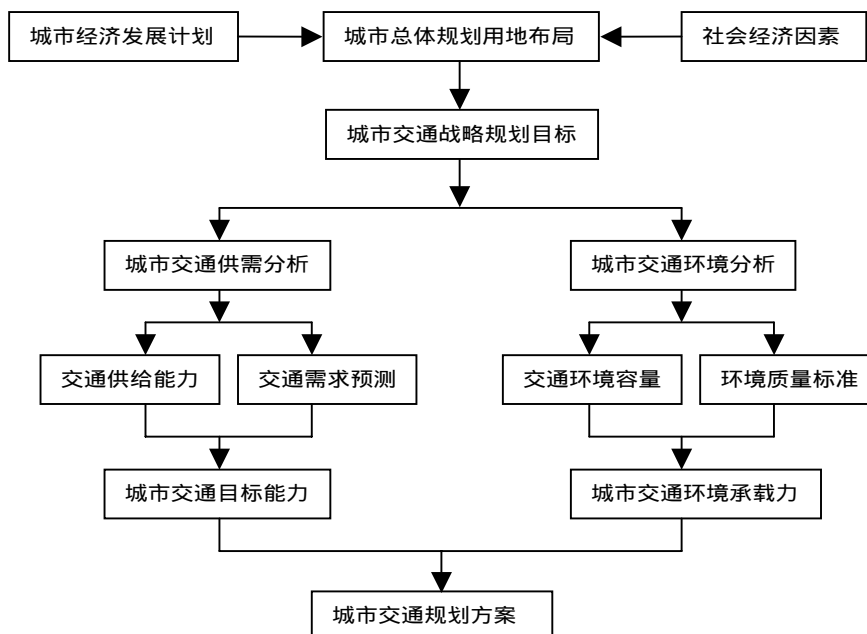 城市经济发展计划
城市总体规划用地布局
社会经济因素
城市交通战略规划目标
城市交通供需分析
城市交通环境分析
交通供给能力
交通需求预测
交通环境容量
环境质量标准
城市交通目标能力
城市交通环境承载力
城市交通规划方案